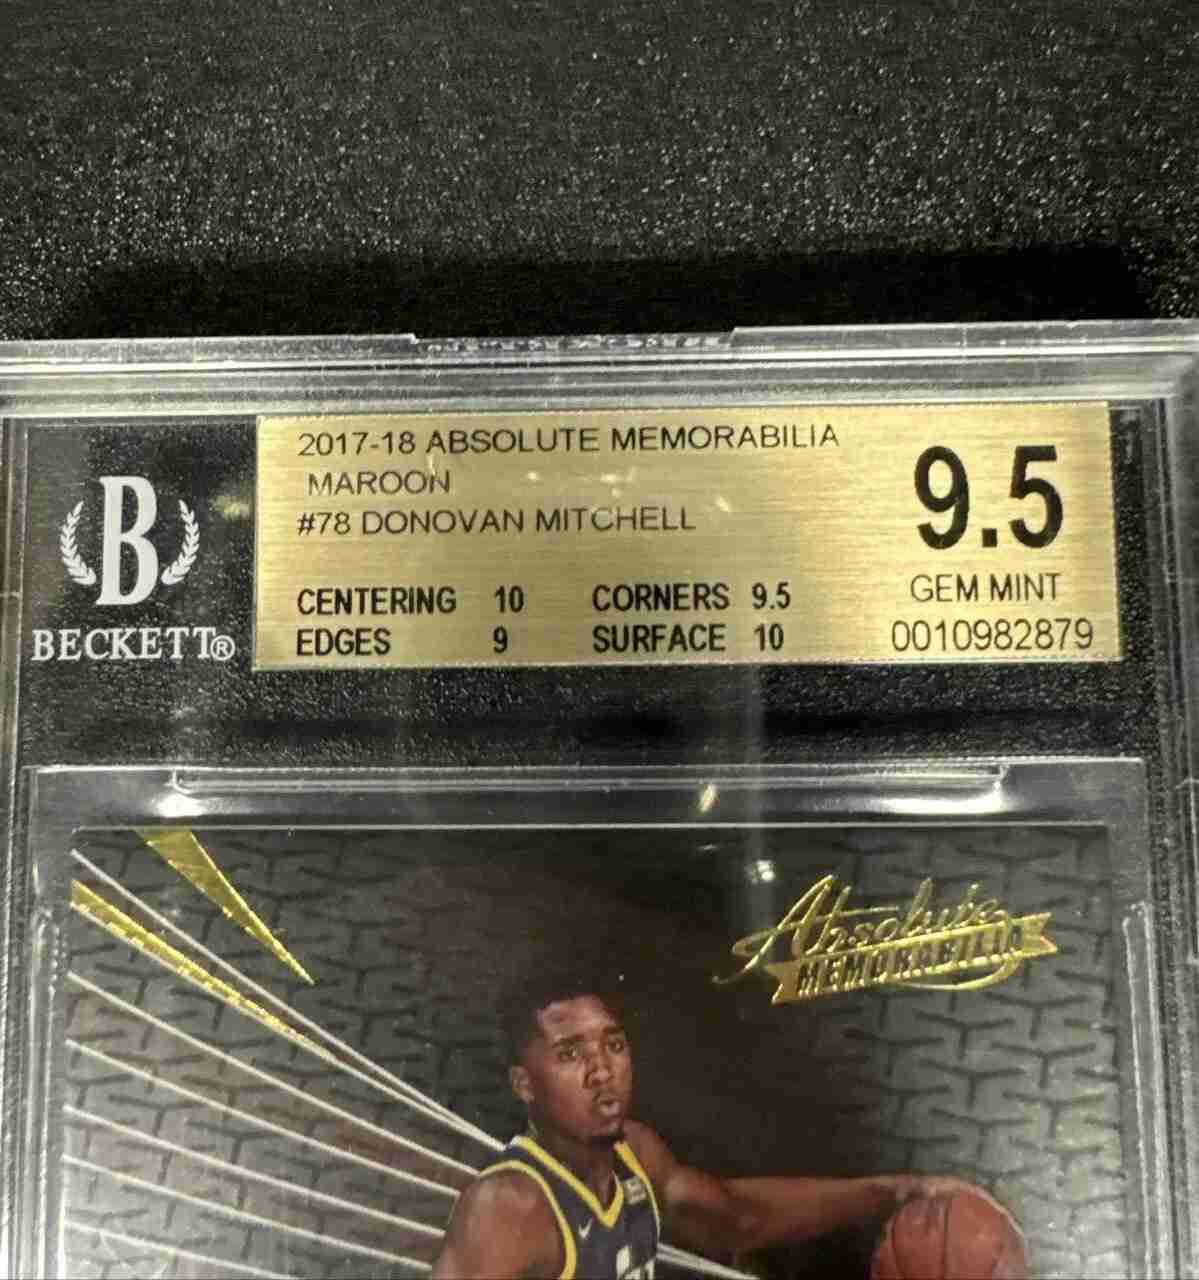 2017-18 ABSOLUTE MEMORABILIA
MAROON
#78 DONOVAN MITCHELL
9.5
GEM MINT
0010982879
CENTERING 10 CORNERS 9.5
EDGES 9 SURFACE 10
B
BECKETT®
Absolute
MEMORABILIA